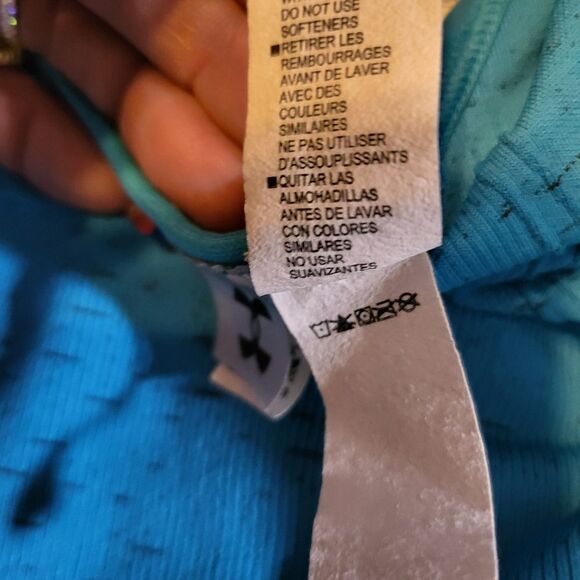 DO NOT USE
SOFTENERS
■RETIRER LES
REMBOURRAGES
AVANT DE LAVER
AVEC DES
COULEURS
SIMILAIRES
NE PAS UTILISER
D'ASSOUPLISSANTS
■QUITAR LAS
ALMOHADILLAS
ANTES DE LAVAR
CON COLORES
SIMILARES
NO USAR
SUAVIZANTES